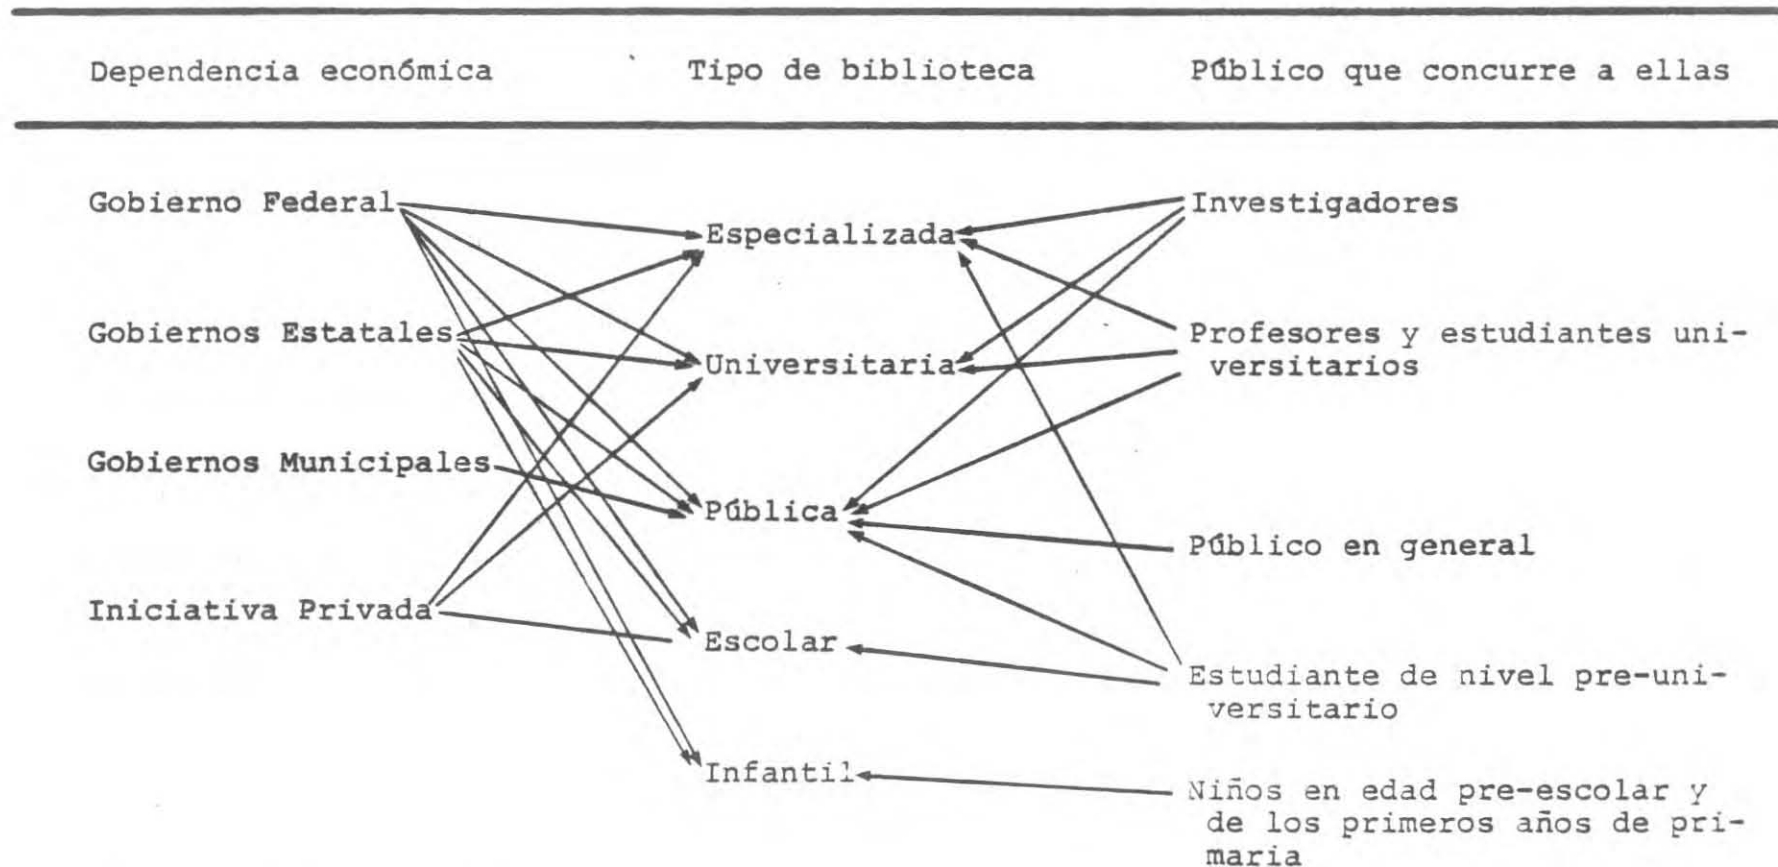 Dependencia económica Tipo de biblioteca Público que concurre a ellas
Gobierno Federal
Gobiernos Estatales
Gobiernos Municipales
Iniciativa Privada
Especializada
Universitaria
Pública
Escolar
Infantil
Investigadores
Profesores y estudiantes uni-
versitarios
Público en general
Estudiante de nivel pre-uni-
versitario
Niños en edad pre-escolar y
de los primeros años de pri-
maria